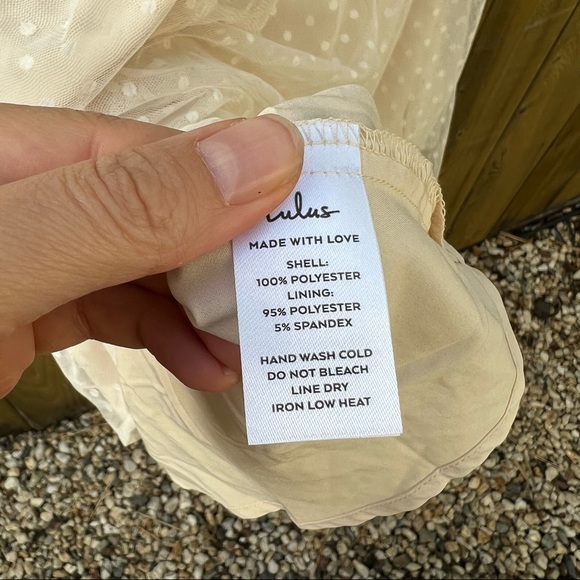 Lulus
MADE WITH LOVE
SHELL:
100% POLYESTER
LINING:
95% POLYESTER
5% SPANDEX
HAND WASH COLD
DO NOT BLEACH
LINE DRY
IRON LOW HEAT